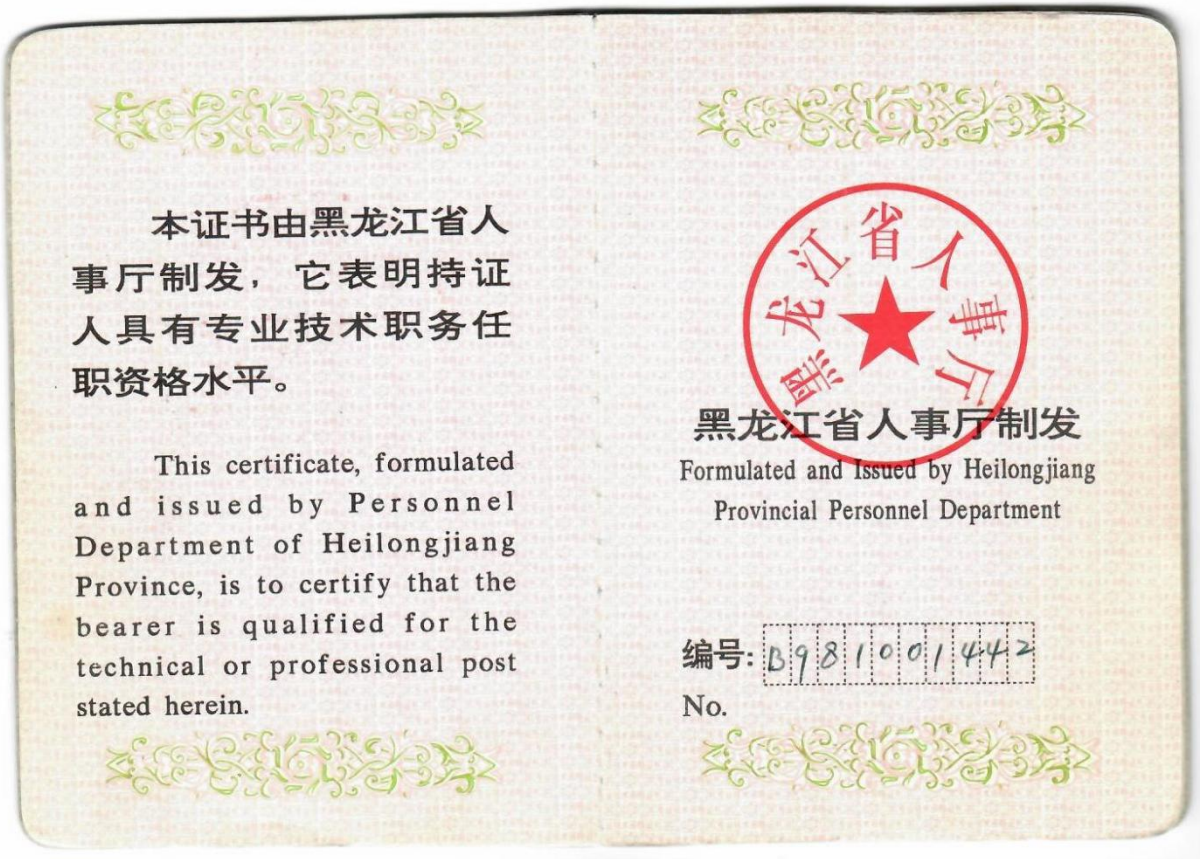 本证书由黑龙江省人
事厅制发，它表明持证
人具有专业技术职务任
职资格水平。
This certificate, formulated
and issued by Personnel
Department of Heilongjiang
Province, is to certify that the
bearer is qualified for the
technical or professional post
stated herein.
黑龙江省人事厅
黑龙江省人事厅制发
Formulated and Issued by Heilongjiang
Provincial Personnel Department
编号: B981001442
No.